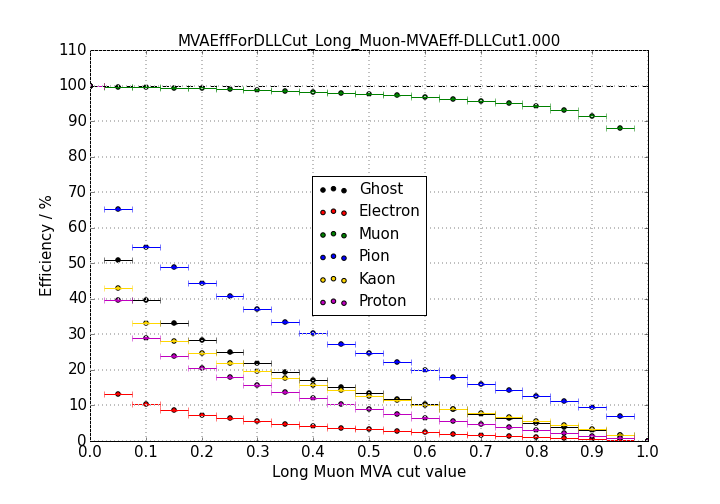 MVAEffForDLLCut_Long_Muon-MVAEff-DLLCut1.000
110
100
90
80
70
60
50
40
30
20
10
0
Efficiency / %
Ghost
Electron
Muon
Pion
Kaon
Proton
0.0 0.1 0.2 0.3 0.4 0.5 0.6 0.7 0.8 0.9 1.0
Long Muon MVA cut value